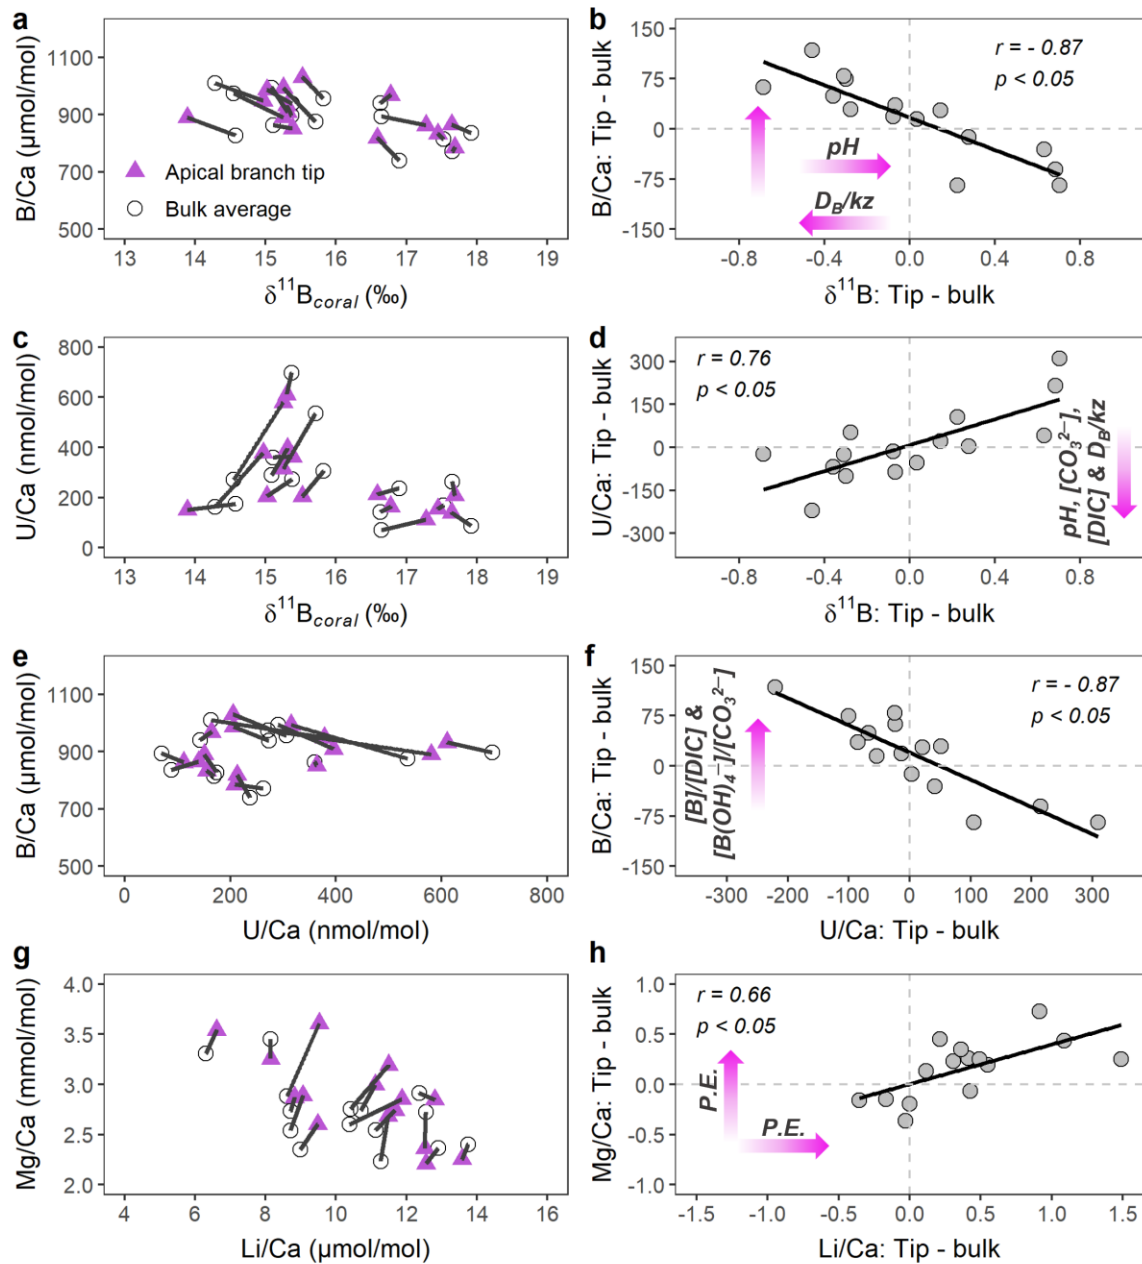 a
B/Ca (µmol/mol)
1100
900
700
500
Apical branch tip
Bulk average
13 14 15 16 17 18 19
δ¹¹B_coral (‰)
b
B/Ca: Tip - bulk
150
75
0
-75
-150
r = - 0.87
p < 0.05
pH
D_B/kz
-0.8 -0.4 0.0 0.4 0.8
δ¹¹B: Tip - bulk
c
U/Ca (nmol/mol)
800
600
400
200
0
13 14 15 16 17 18 19
δ¹¹B_coral (‰)
d
U/Ca: Tip - bulk
300
150
0
-150
-300
r = 0.76
p < 0.05
pH, [CO₃²⁻],
[DIC] & D_B/kz
-0.8 -0.4 0.0 0.4 0.8
δ¹¹B: Tip - bulk
e
B/Ca (µmol/mol)
1100
900
700
500
0 200 400 600 800
U/Ca (nmol/mol)
f
B/Ca: Tip - bulk
150
75
0
-75
-150
[B]/[DIC] &
[B(OH)₄⁻]/[CO₃²⁻]
r = - 0.87
p < 0.05
-300 -200 -100 0 100 200 300
U/Ca: Tip - bulk
g
Mg/Ca (mmol/mol)
4.0
3.5
3.0
2.5
2.0
4 6 8 10 12 14 16
Li/Ca (µmol/mol)
h
Mg/Ca: Tip - bulk
1.0
0.5
0.0
-0.5
-1.0
r = 0.66
p < 0.05
P.E.
P.E.
-1.5 -1.0 -0.5 0.0 0.5 1.0 1.5
Li/Ca: Tip - bulk